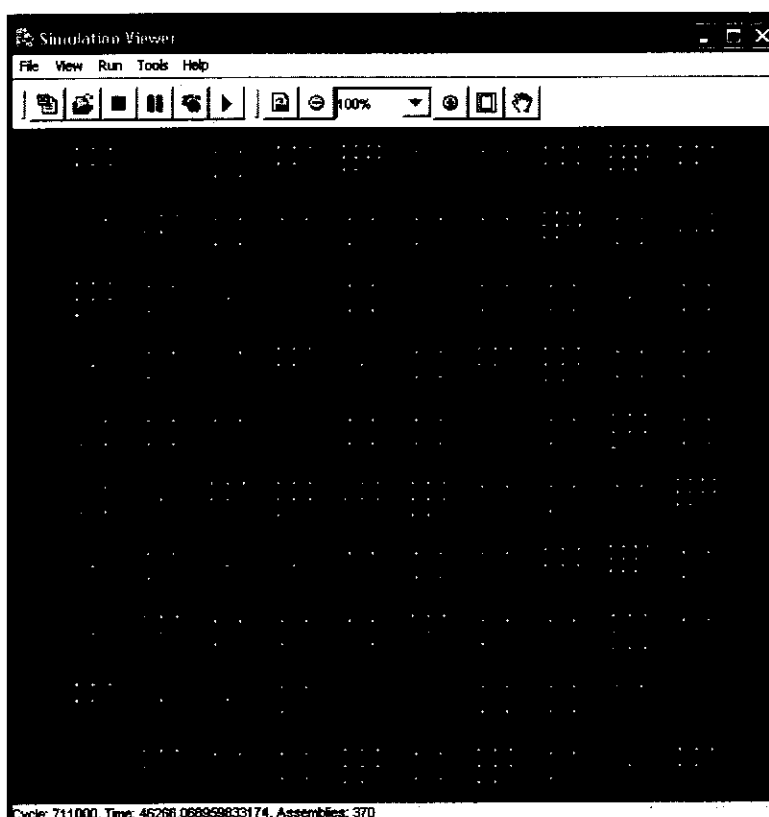 Simulation Viewer
File View Run Tools Help
100%
Cycle: 711000, Time: 46266.068959833174, Assemblies: 370